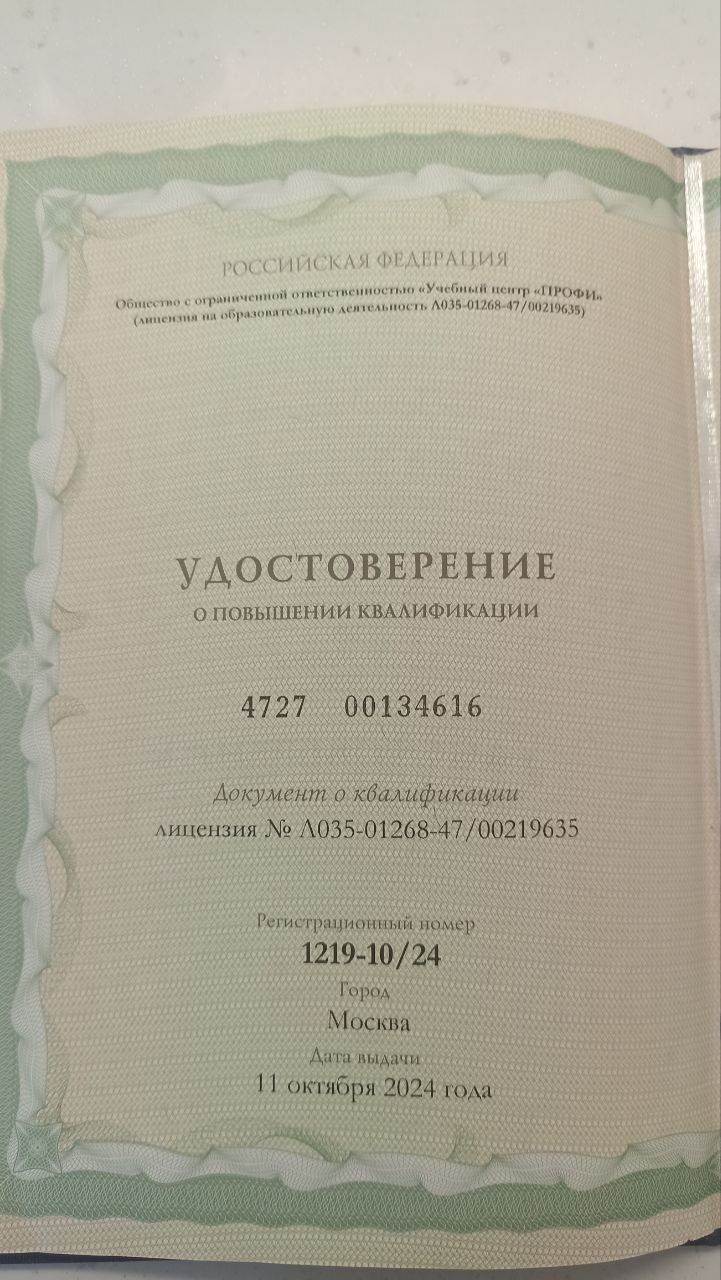 РОССИЙСКАЯ ФЕДЕРАЦИЯ
Общество с ограниченной ответственностью «Учебный центр «ПРОФИ»
(лицензия на образовательную деятельность Л035-01268-47/00219635)
УДОСТОВЕРЕНИЕ
О ПОВЫШЕНИИ КВАЛИФИКАЦИИ
4727 00134616
Документ о квалификации
лицензия № Л035-01268-47/00219635
Регистрационный номер
1219-10/24
Город
Москва
Дата выдачи
11 октября 2024 года